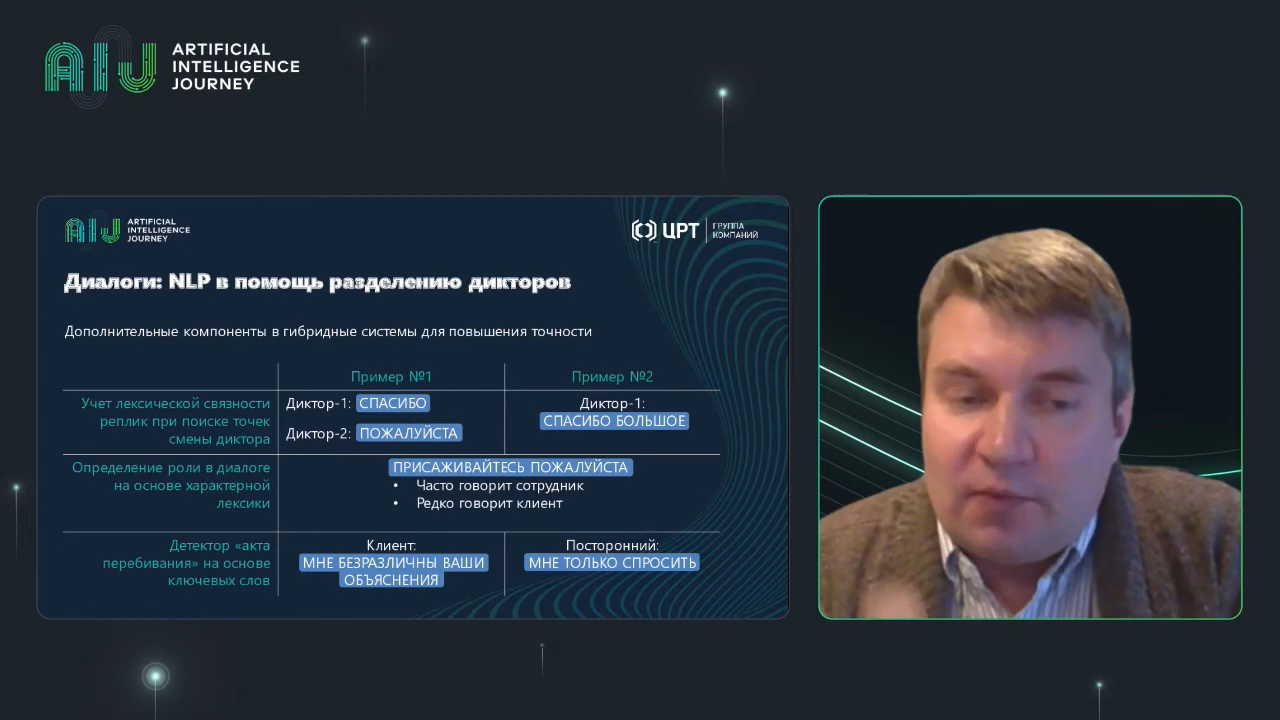 ARTIFICIAL
INTELLIGENCE
JOURNEY
ARTIFICIAL
INTELLIGENCE
JOURNEY
ЦРТ
ГРУППА
КОМПАНИЙ
Диалоги: NLP в помощь разделению дикторов
Дополнительные компоненты в гибридные системы для повышения точности
Пример №1
Пример №2
Учет лексической связности
реплик при поиске точек
смены диктора
Диктор-1: СПАСИБО
Диктор-2: ПОЖАЛУЙСТА
Диктор-1:
СПАСИБО БОЛЬШОЕ
Определение роли в диалоге
на основе характерной
лексики
ПРИСАЖИВАЙТЕСЬ ПОЖАЛУЙСТА
• Часто говорит сотрудник
• Редко говорит клиент
Детектор «акта
перебивания» на основе
ключевых слов
Клиент:
МНЕ БЕЗРАЗЛИЧНЫ ВАШИ
ОБЪЯСНЕНИЯ
Посторонний:
МНЕ ТОЛЬКО СПРОСИТЬ